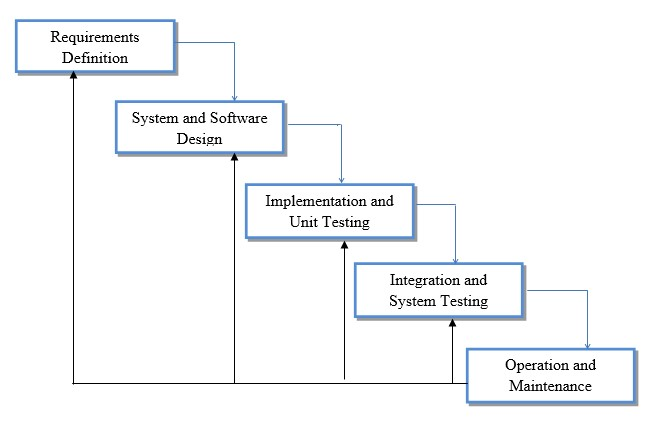 Requirements
Definition
System and Software
Design
Implementation and
Unit Testing
Integration and
System Testing
Operation and
Maintenance